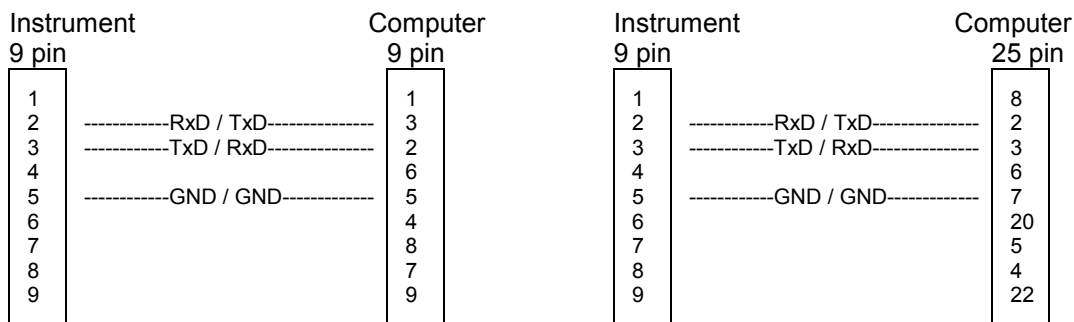 Instrument Computer Instrument Computer
9 pin 9 pin 9 pin 25 pin
1 1 1 8
2 ------------RxD / TxD--------------- 3 2 ------------RxD / TxD--------------- 2
3 ------------TxD / RxD--------------- 2 3 ------------TxD / RxD--------------- 3
4 6 4 6
5 ------------GND / GND------------- 5 5 ------------GND / GND------------- 7
6 4 6 20
7 8 7 5
8 7 8 4
9 9 9 22